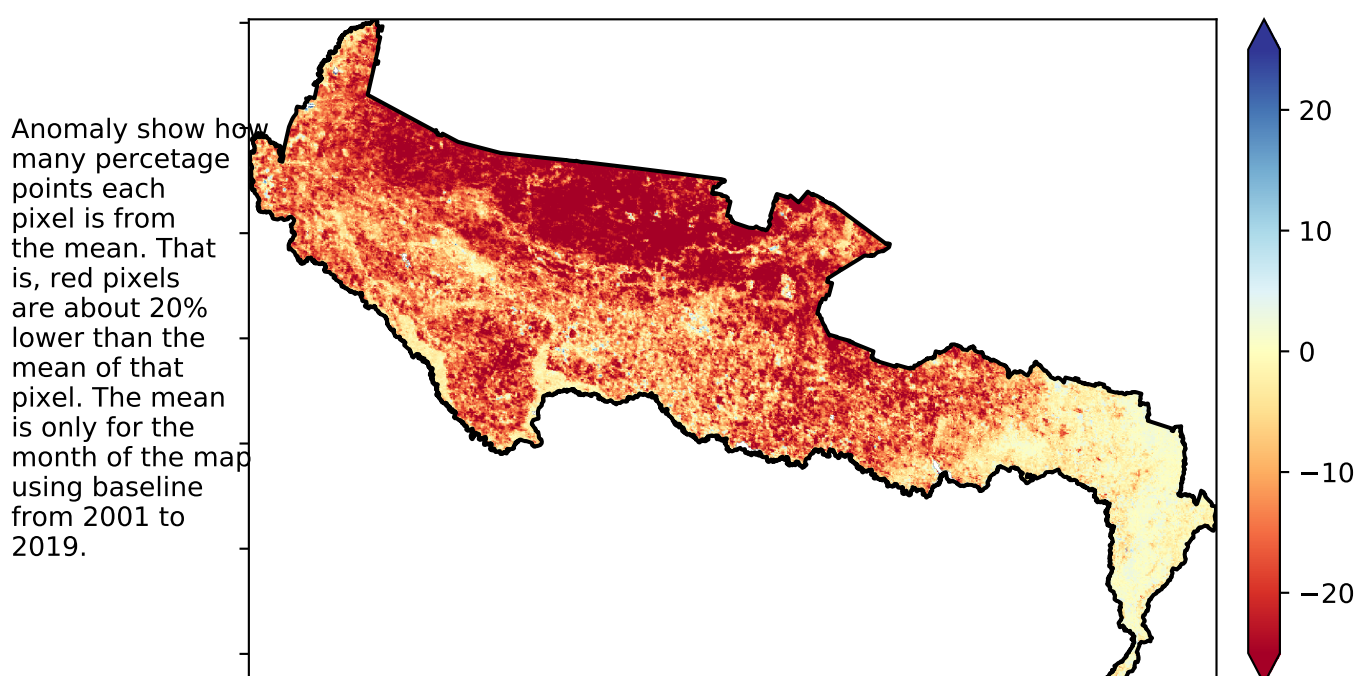 Anomaly show how
many percetage
points each
pixel is from
the mean. That
is, red pixels
are about 20%
lower than the
mean of that
pixel. The mean
is only for the
month of the map
using baseline
from 2001 to
2019.
20
10
0
−10
−20